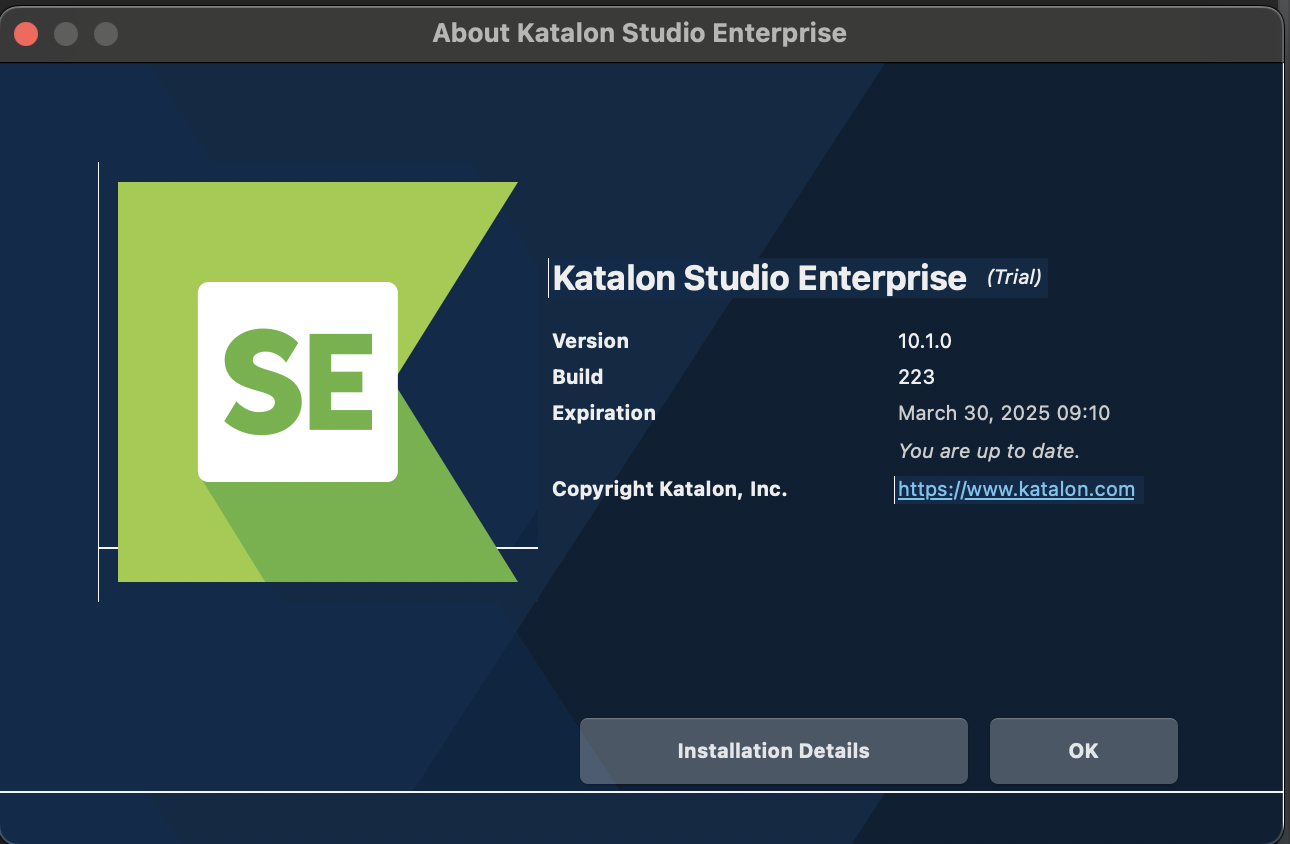 About Katalon Studio Enterprise
SE
Katalon Studio Enterprise (Trial)
Version 10.1.0
Build 223
Expiration March 30, 2025 09:10
You are up to date.
Copyright Katalon, Inc. https://www.katalon.com
Installation Details OK